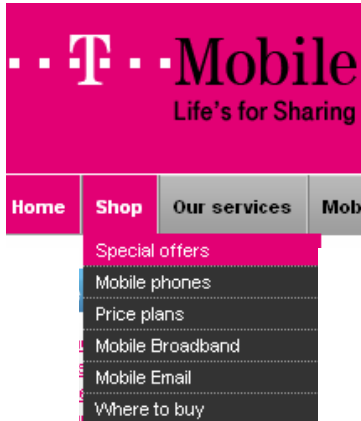 T Mobile
Life's for Sharing
Home Shop Our services Mob
Special offers
Mobile phones
Price plans
Mobile Broadband
Mobile Email
Where to buy